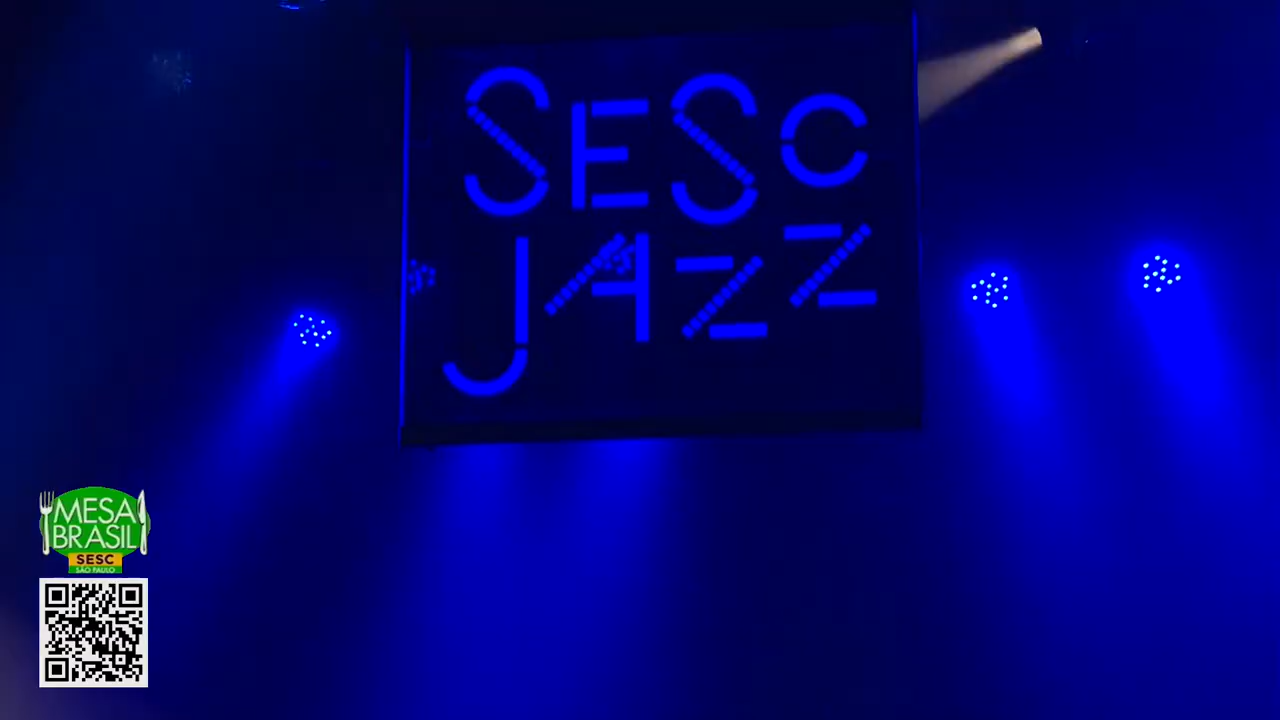 SESC
JAZZ
MESA
BRASIL
SESC
SÃO PAULO